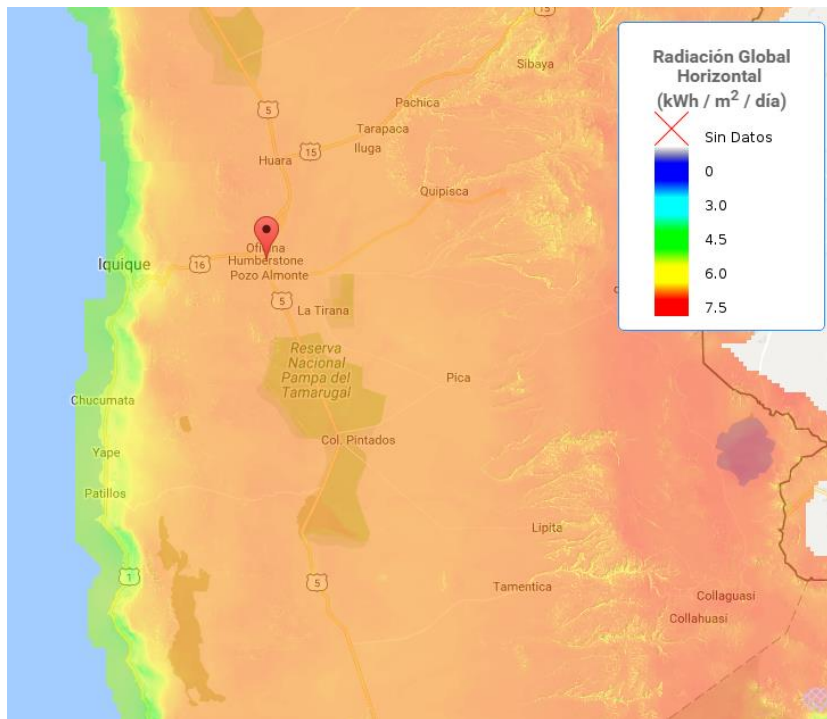 15
Radiación Global
Horizontal
(kWh / m² / día)
Sin Datos
0
3.0
4.5
6.0
7.5
Sibaya
5
Pachica
Tarapaca
15
Iluga
Huara
Quipisca
Oficina
Humberstone
Pozo Almonte
Iquique
16
5
La Tirana
Reserva
Nacional
Pampa del
Tamarugal
Pica
Chucumata
Col. Pintados
Yape
Patillos
Lipita
1
5
Tamentica
Collaguasi
Collahuasi